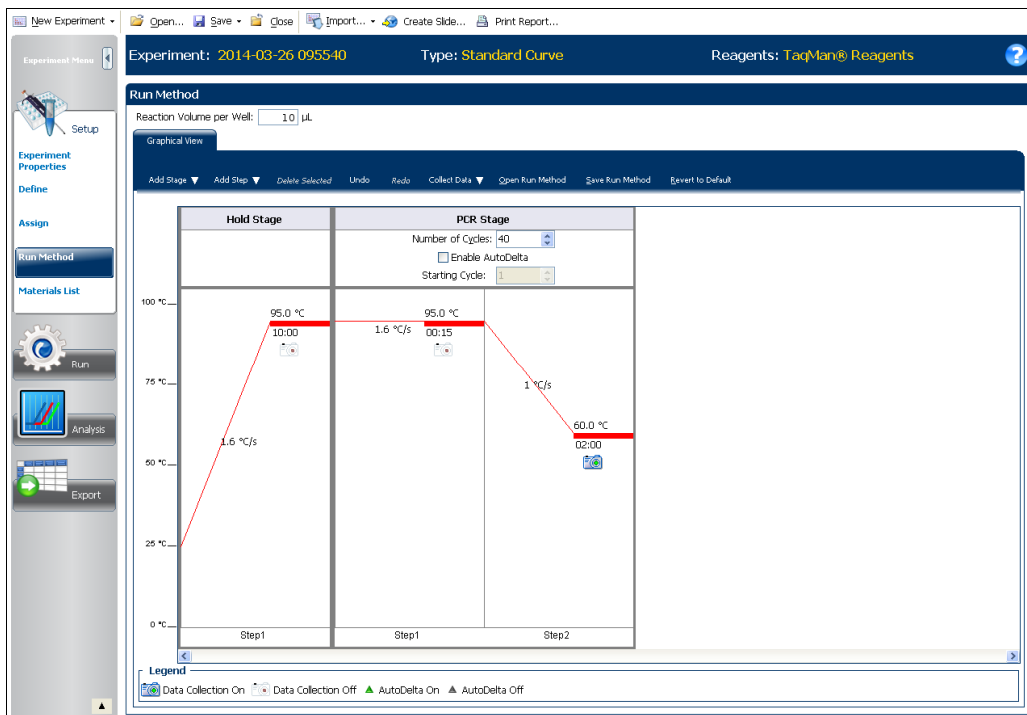 New Experiment Open... Save Close Import... Create Slide... Print Report...
Experiment Menu
Experiment: 2014-03-26 095540 Type: Standard Curve Reagents: TaqMan® Reagents ?
Setup
Experiment
Properties
Define
Assign
Run Method
Materials List
Run
Analysis
Export
Run Method
Reaction Volume per Well: 10 µL
Graphical View
Add Stage Add Step Delete Selected Undo Redo Collect Data Open Run Method Save Run Method Revert to Default
Hold Stage PCR Stage
Number of Cycles: 40
Enable AutoDelta
Starting Cycle: 1
100 °C
75 °C
50 °C
25 °C
0 °C
95.0 °C
10:00
1.6 °C/s
95.0 °C
1.6 °C/s 00:15
1 °C/s
60.0 °C
02:00
Step1 Step1 Step2
Legend
Data Collection On Data Collection Off AutoDelta On AutoDelta Off